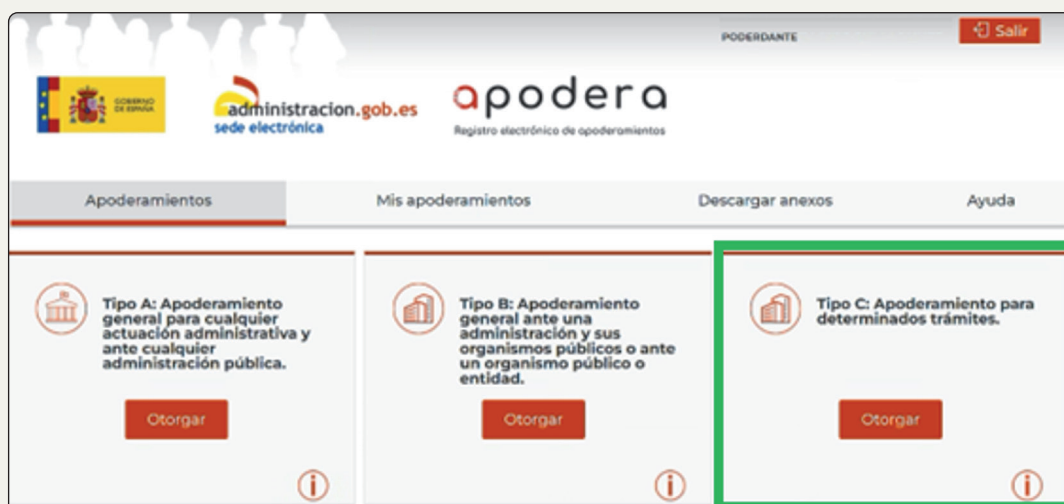 PODERDANTE
Salir
GOBIERNO
DE ESPAÑA
administracion.gob.es
sede electrónica
apodera
Registro electrónico de apoderamientos
Apoderamientos
Mis apoderamientos
Descargar anexos
Ayuda
Tipo A: Apoderamiento
general para cualquier
actuación administrativa y
ante cualquier
administración pública.
Otorgar
Tipo B: Apoderamiento
general ante una
administración y sus
organismos públicos o ante
un organismo público o
entidad.
Otorgar
Tipo C: Apoderamiento para
determinados trámites.
Otorgar